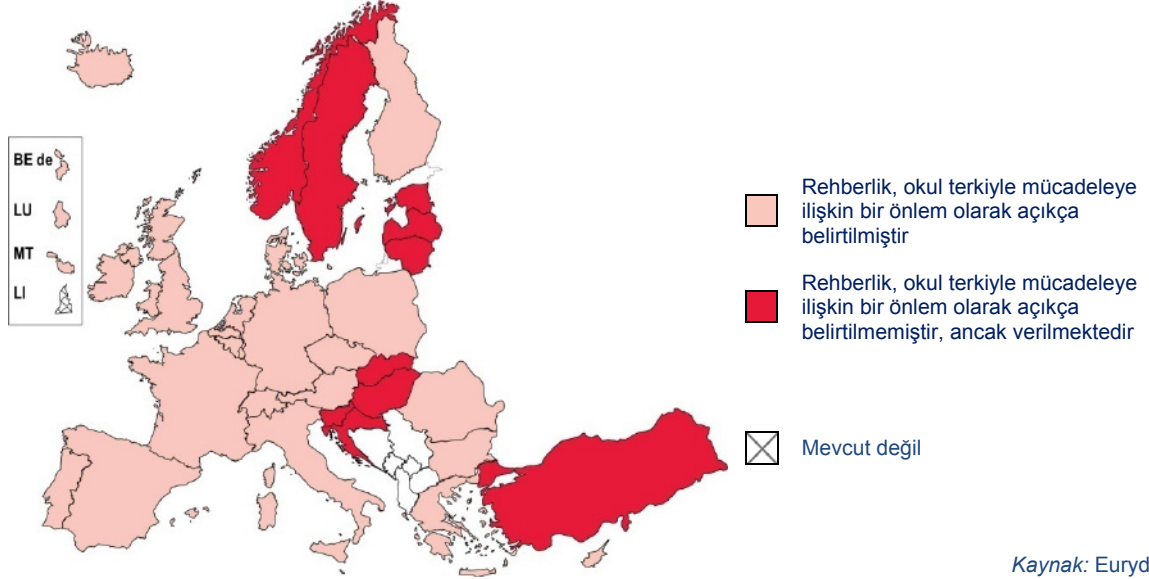 BE de
LU
MT
LI
Rehberlik, okul terkiyle mücadeleye
ilişkin bir önlem olarak açıkça
belirtilmiştir
Rehberlik, okul terkiyle mücadeleye
ilişkin bir önlem olarak açıkça
belirtilmemiştir, ancak verilmektedir
Mevcut değil
Kaynak: Euryd